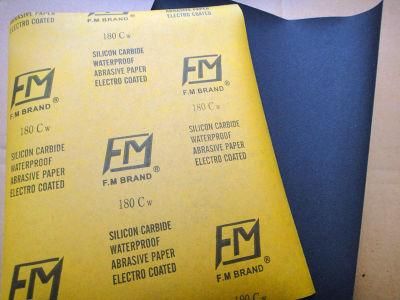 ABRASIVE PAPER
ELECTRO COATED
180 Cw
SILICON CARBIDE
WATERPROOF
ABRASIVE PAPER
ELECTRO COATED
FM®
F.M BRAND
FM®
F.M BRAND
180 Cw
SILICON CARBIDE
WATERPROOF
ABRASIVE PAPER
ELECTRO COATED
FM®
F.M BRAND
180 Cw
SILICON CARBIDE
WATERPROOF
ABRASIVE PAPER
ELECTRO COATED
FM®
F.M BRAND
FM®
F.M BRAND